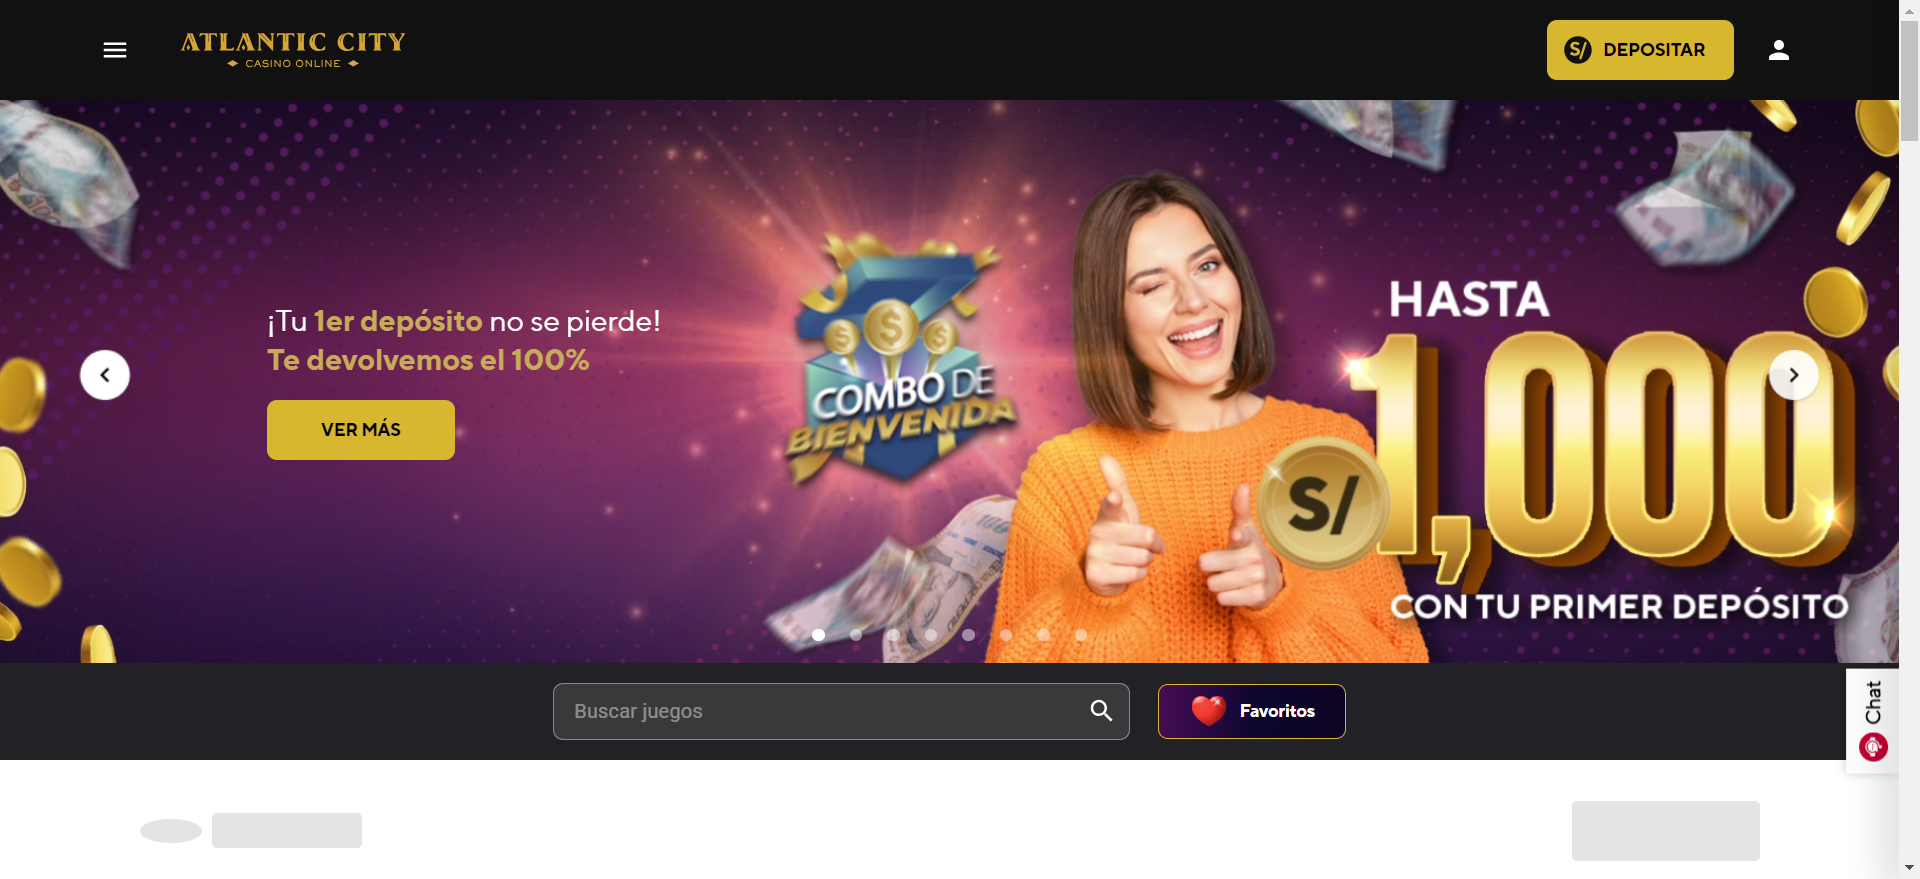 ATLANTIC CITY
CASINO ONLINE
S/ DEPOSITAR
¡Tu 1er depósito no se pierde!
Te devolvemos el 100%
VER MÁS
COMBO DE
BIENVENIDA
HASTA
S/ 1,000
CON TU PRIMER DEPÓSITO
Buscar juegos
Favoritos
Chat